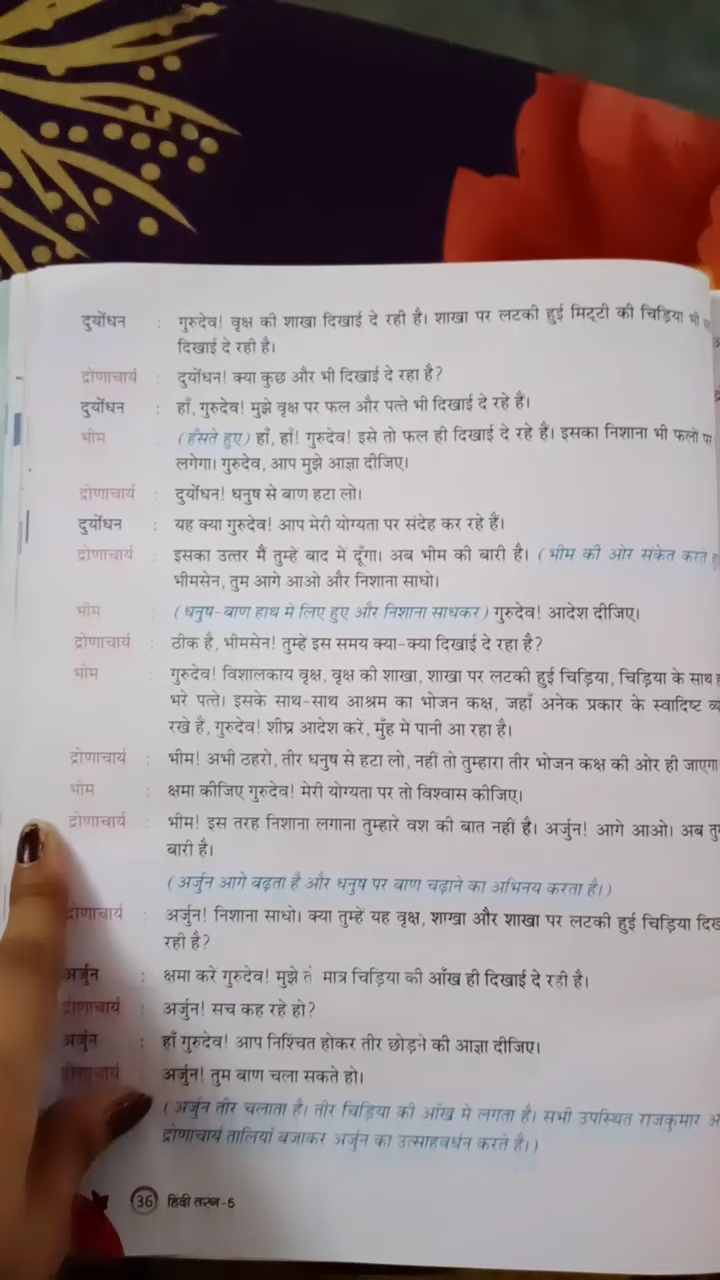 दुर्योधन : गुरुदेव! वृक्ष की शाखा दिखाई दे रही है। शाखा पर लटकी हुई मिट्टी की चिड़िया भी
दिखाई दे रही है।
द्रोणाचार्य : दुर्योधन! क्या कुछ और भी दिखाई दे रहा है?
दुर्योधन : हाँ, गुरुदेव! मुझे वृक्ष पर फल और पत्ते भी दिखाई दे रहे हैं।
भीम : (हँसते हुए) हाँ, हाँ! गुरुदेव! इसे तो फल ही दिखाई दे रहे हैं। इसका निशाना भी फलों पर
लगेगा। गुरुदेव, आप मुझे आज्ञा दीजिए।
द्रोणाचार्य : दुर्योधन! धनुष से बाण हटा लो।
दुर्योधन : यह क्या गुरुदेव! आप मेरी योग्यता पर संदेह कर रहे हैं।
द्रोणाचार्य : इसका उत्तर मैं तुम्हें बाद में दूँगा। अब भीम की बारी है। (भीम की ओर संकेत करते
भीमसेन, तुम आगे आओ और निशाना साधो।
भीम : (धनुष-बाण हाथ में लिए हुए और निशाना साधकर) गुरुदेव! आदेश दीजिए।
द्रोणाचार्य : ठीक है, भीमसेन! तुम्हें इस समय क्या-क्या दिखाई दे रहा है?
भीम : गुरुदेव! विशालकाय वृक्ष, वृक्ष की शाखा, शाखा पर लटकी हुई चिड़िया, चिड़िया के साथ
भरे पत्ते। इसके साथ-साथ आश्रम का भोजन कक्ष, जहाँ अनेक प्रकार के स्वादिष्ट
रखे हैं, गुरुदेव! शीघ्र आदेश करें, मुँह में पानी आ रहा है।
द्रोणाचार्य : भीम! अभी ठहरो, तीर धनुष से हटा लो, नहीं तो तुम्हारा तीर भोजन कक्ष की ओर ही जाएगा
भीम : क्षमा कीजिए गुरुदेव! मेरी योग्यता पर तो विश्वास कीजिए।
द्रोणाचार्य : भीम! इस तरह निशाना लगाना तुम्हारे वश की बात नहीं है। अर्जुन! आगे आओ। अब
बारी है।
(अर्जुन आगे बढ़ता है और धनुष पर बाण चढ़ाने का अभिनय करता है।)
द्रोणाचार्य : अर्जुन! निशाना साधो। क्या तुम्हें यह वृक्ष, शाखा और शाखा पर लटकी हुई चिड़िया
रही है?
अर्जुन : क्षमा करें गुरुदेव! मुझे मात्र चिड़िया की आँख ही दिखाई दे रही है।
द्रोणाचार्य : अर्जुन! सच कह रहे हो?
अर्जुन : हाँ गुरुदेव! आप निश्चिंत होकर तीर छोड़ने की आज्ञा दीजिए।
द्रोणाचार्य : अर्जुन! तुम बाण चला सकते हो।
(अर्जुन तीर चलाता है। तीर चिड़िया की आँख में लगता है। सभी उपस्थित राजकुमार
द्रोणाचार्य तालियाँ बजाकर अर्जुन का उत्साहवर्धन करते हैं।)
36 हिंदी तरंग-6